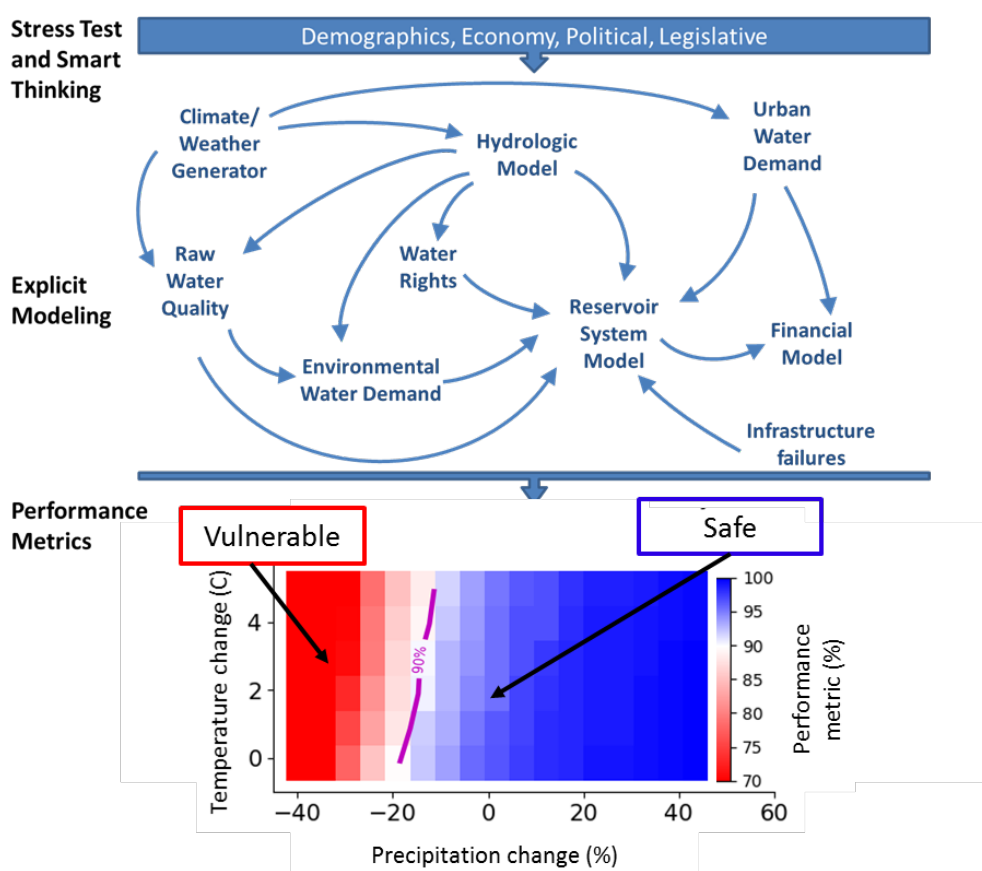 Stress Test
and Smart
Thinking
Demographics, Economy, Political, Legislative
Climate/
Weather
Generator
Hydrologic
Model
Urban
Water
Demand
Explicit
Modeling
Raw
Water
Quality
Water
Rights
Reservoir
System
Model
Financial
Model
Environmental
Water Demand
Infrastructure
failures
Performance
Metrics
Vulnerable
Safe
Temperature change (C)
4
2
0
90%
−40
−20
0
20
40
60
Precipitation change (%)
100
95
90
85
80
75
70
Performance
metric (%)